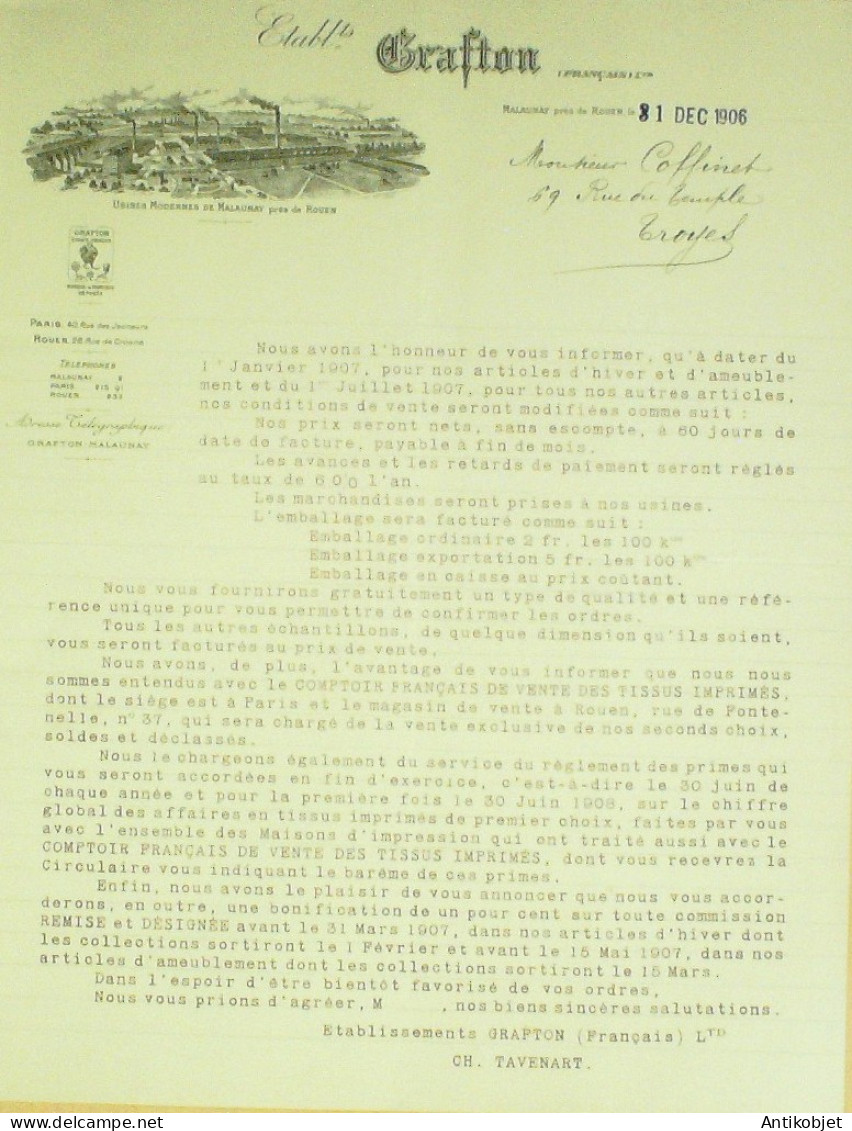 Etabl.ts Grafton (FRANÇAIS) Ltd
MALAUNAY près de ROUEN le 31 DEC 1906
Monsieur Coffinet
69 Rue du Temple
Troyes
USINES MODERNES DE MALAUNAY près de ROUEN
GRAFTON
PARIS. 40 Rue des Jeuneurs
ROUEN. 26 Rue de Crosne
TÉLÉPHONES
MALAUNAY
PARIS
ROUEN
Adresse Télégraphique
GRAFTON-MALAUNAY
Nous avons l'honneur de vous informer, qu'à dater du
1er Janvier 1907, pour nos articles d'hiver et d'ameuble-
ment et du 1er Juillet 1907, pour tous nos autres articles,
nos conditions de vente seront modifiées comme suit :
Nos prix seront nets, sans escompte, à 60 jours de
date de facture, payable à fin de mois.
Les avances et les retards de paiement seront réglés
au taux de 6 0/0 l'an.
Les marchandises seront prises à nos usines.
L'emballage sera facturé comme suit :
Emballage ordinaire 2 fr. les 100 kos
Emballage exportation 5 fr. les 100 kos
Emballage en caisse au prix coûtant.
Nous vous fournirons gratuitement un type de qualité et une réfé-
rence unique pour vous permettre de confirmer les ordres.
Tous les autres échantillons, de quelque dimension qu'ils soient,
vous seront facturés au prix de vente.
Nous avons, de plus, l'avantage de vous informer que nous nous
sommes entendus avec le COMPTOIR FRANÇAIS DE VENTE DES TISSUS IMPRIMÉS,
dont le siège est à Paris et le magasin de vente à Rouen, rue de Fonte-
nelle, n° 37, qui sera chargé de la vente exclusive de nos seconds choix,
soldes et déclassés.
Nous le chargeons également du service du règlement des primes qui
vous seront accordées en fin d'exercice, c'est-à-dire le 30 juin de
chaque année et pour la première fois le 30 Juin 1908, sur le chiffre
global des affaires en tissus imprimés de premier choix, faites par vous
avec l'ensemble des Maisons d'impression qui ont traité aussi avec le
COMPTOIR FRANÇAIS DE VENTE DES TISSUS IMPRIMÉS, dont vous recevrez la
Circulaire vous indiquant le barème de ces primes.
Enfin, nous avons le plaisir de vous annoncer que nous vous accor-
derons, en outre, une bonification de un pour cent sur toute commission
REMISE et DÉSIGNÉE avant le 31 Mars 1907, dans nos articles d'hiver dont
les collections sortiront le 1 Février et avant le 15 Mai 1907, dans nos
articles d'ameublement dont les collections sortiront le 15 Mars.
Dans l'espoir d'être bientôt favorisé de vos ordres,
Nous vous prions d'agréer, M , nos biens sincères salutations.
Etablissements GRAFTON (Français) LTD
CH. TAVENART.
Antikobjet